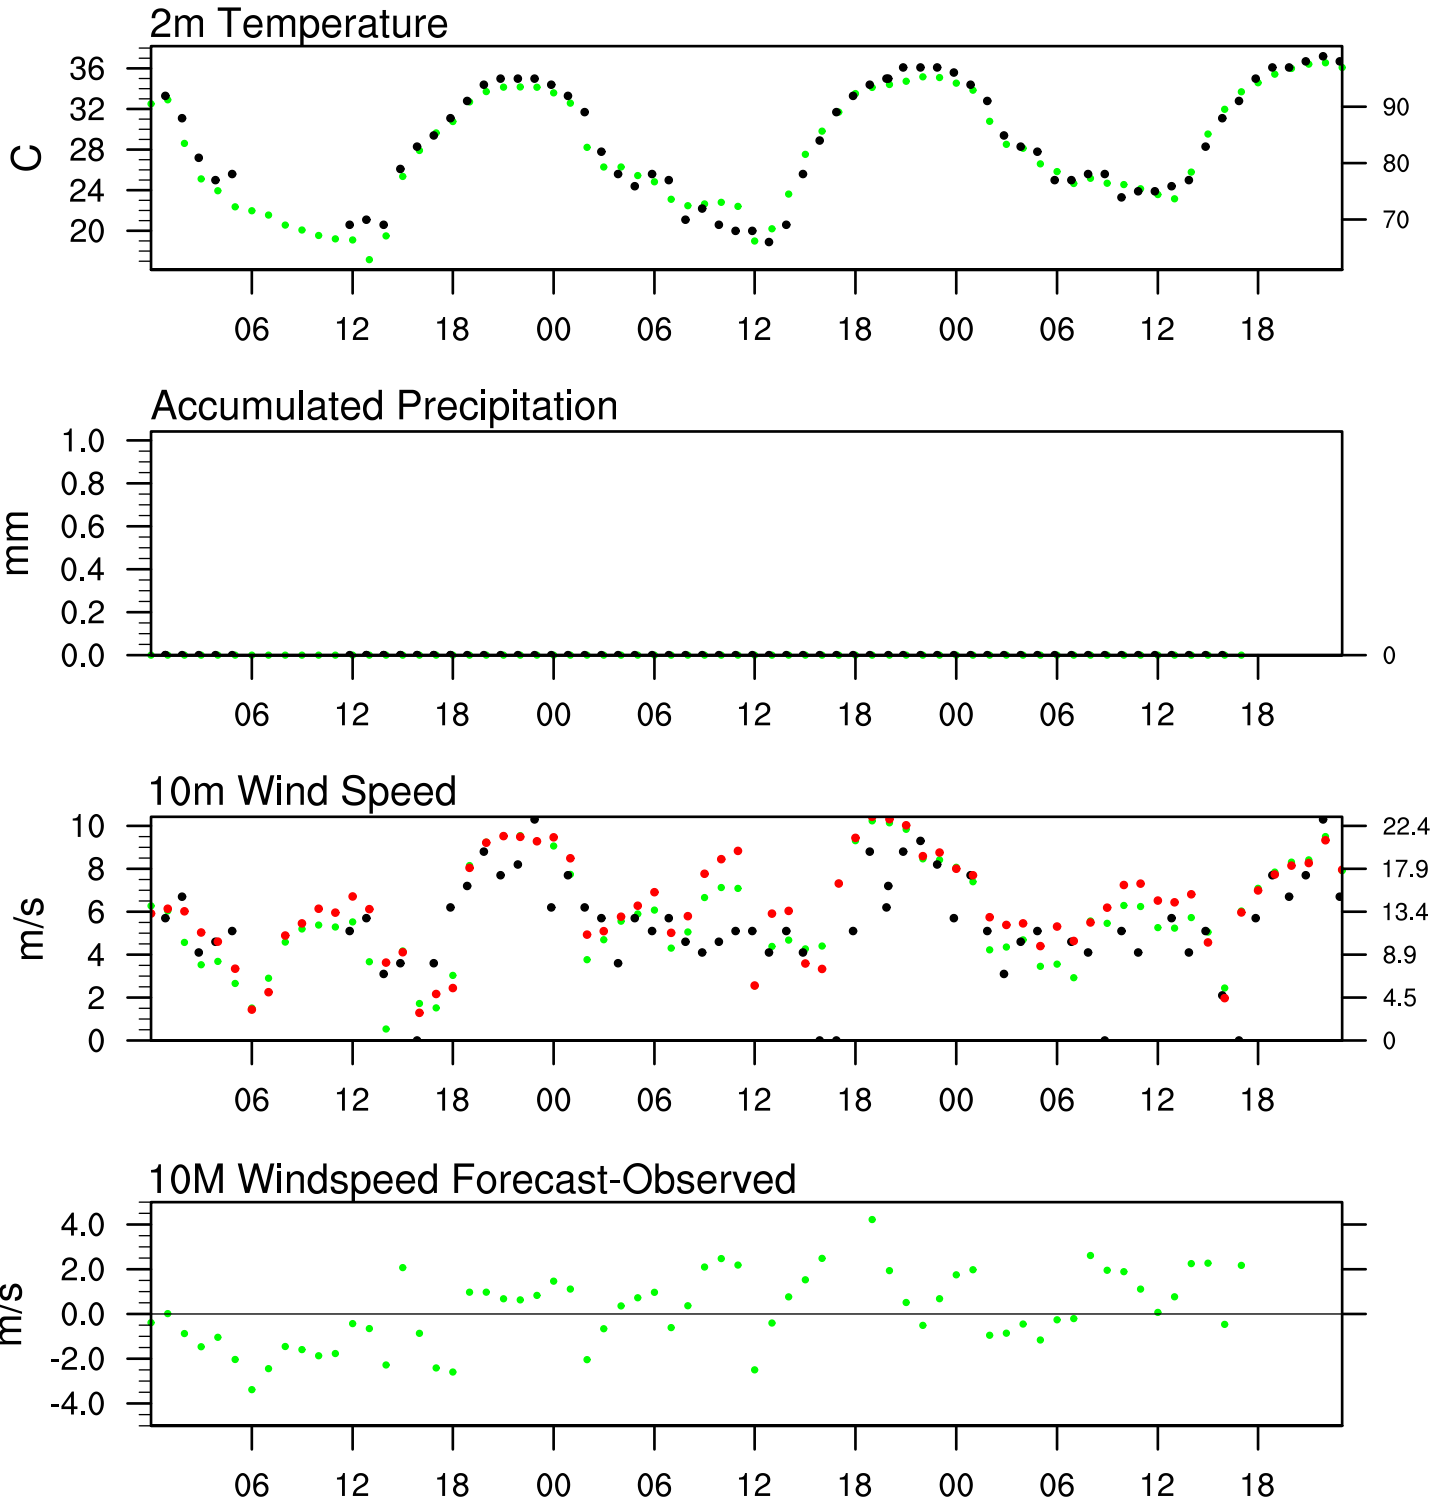 2m Temperature
36
32
28
24
20
C
90
80
70
06 12 18 00 06 12 18 00 06 12 18
Accumulated Precipitation
1.0
0.8
0.6
0.4
0.2
0.0
mm
0
06 12 18 00 06 12 18 00 06 12 18
10m Wind Speed
10
8
6
4
2
0
m/s
22.4
17.9
13.4
8.9
4.5
0
06 12 18 00 06 12 18 00 06 12 18
10M Windspeed Forecast-Observed
4.0
2.0
0.0
-2.0
-4.0
m/s
06 12 18 00 06 12 18 00 06 12 18